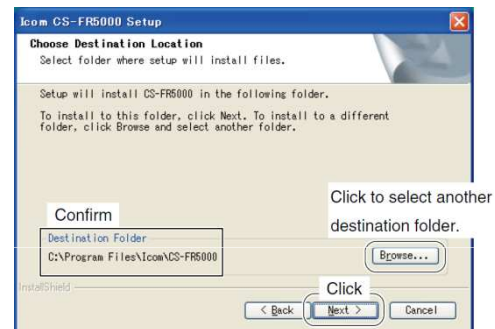 Icom CS-FR5000 Setup
Choose Destination Location
Select folder where setup will install files.
Setup will install CS-FR5000 in the following folder.
To install to this folder, click Next. To install to a different
folder, click Browse and select another folder.
Click to select another
destination folder.
Confirm
Destination Folder
C:\Program Files\Icom\CS-FR5000
Browse...
InstallShield
Click
< Back
Next >
Cancel